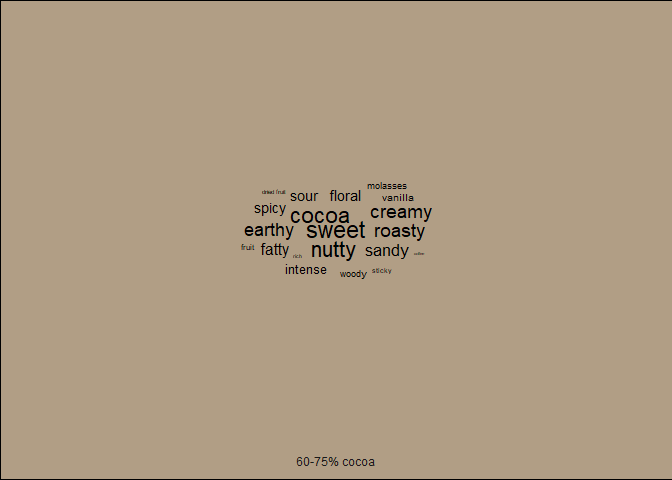 molasses
dried fruit sour floral vanilla
spicy cocoa creamy
earthy sweet roasty
fruit fatty rich nutty sandy
intense woody sticky
60-75% cocoa